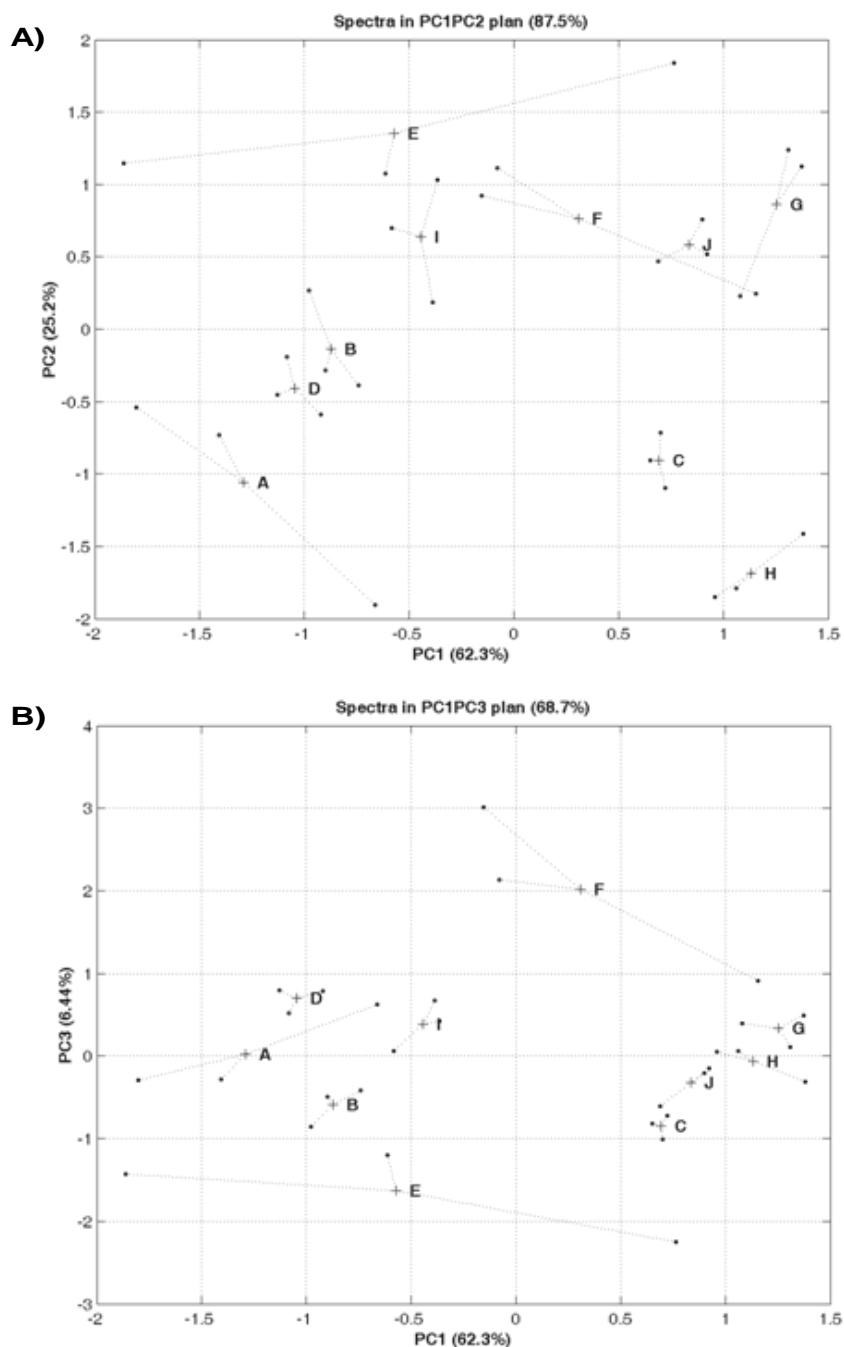 A)
Spectra in PC1PC2 plan (87.5%)
2
1.5
1
0.5
0
-0.5
-1
-1.5
-2
PC2 (25.2%)
E
I
F
G
J
B
D
A
C
H
-2 -1.5 -1 -0.5 0 0.5 1 1.5
PC1 (62.3%)
B)
Spectra in PC1PC3 plan (68.7%)
4
3
2
1
0
-1
-2
-3
PC3 (6.44%)
F
D
A
I
G
H
J
B
C
E
-2 -1.5 -1 -0.5 0 0.5 1 1.5
PC1 (62.3%)